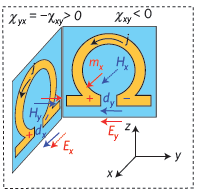 χyx = −χxy > 0
χxy < 0
j
j
mx
Hx
Hy
+ dy −
dx
Ey
Ex
z
y
x